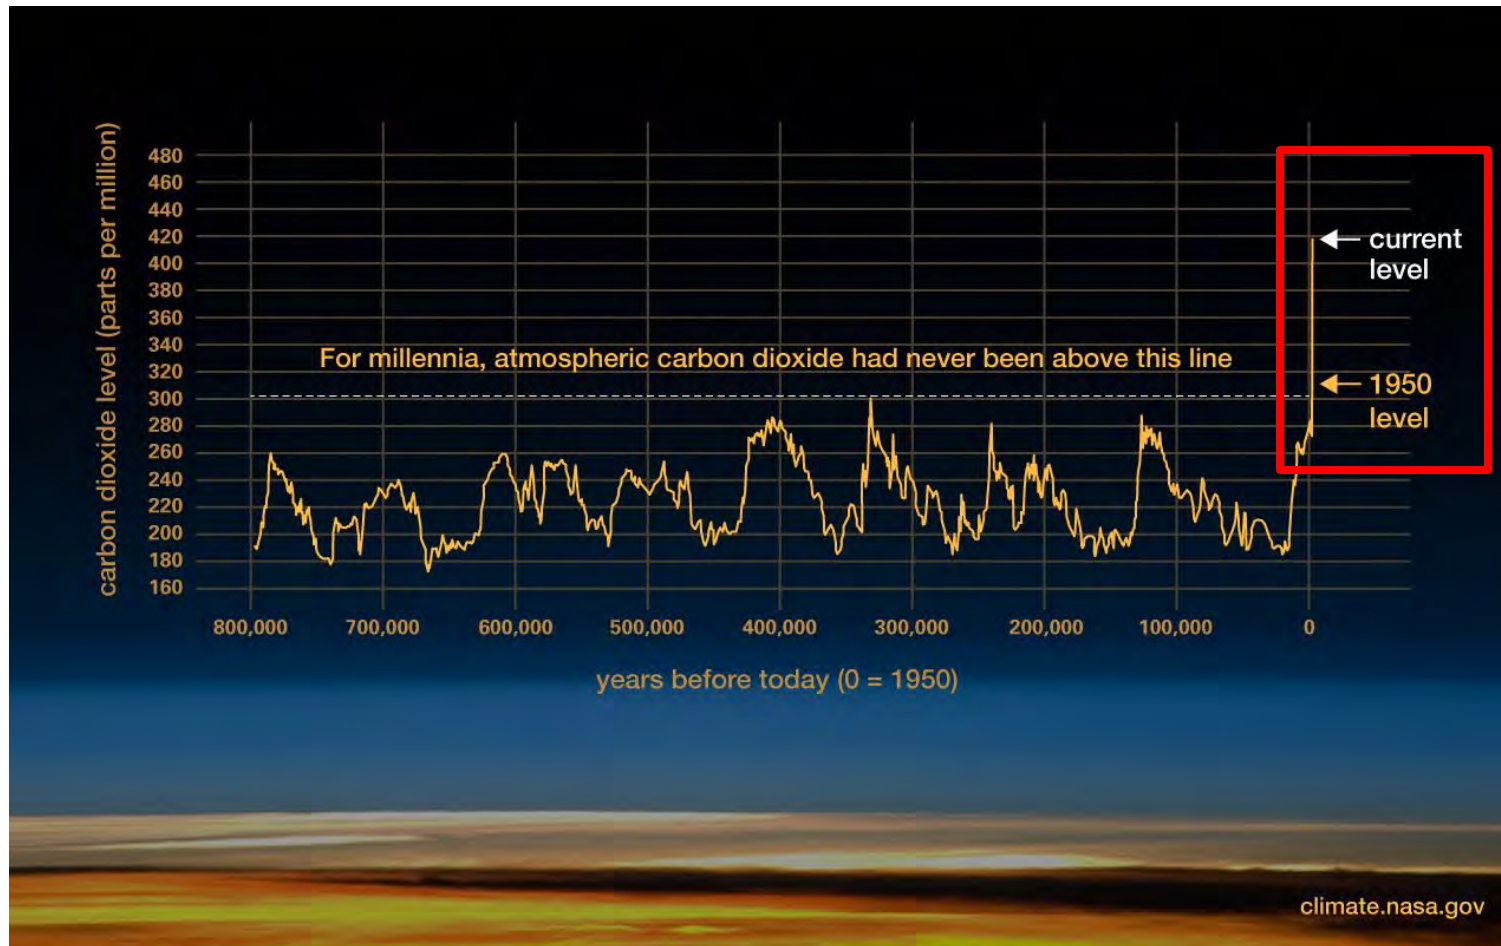 carbon dioxide level (parts per million)
480
460
440
420
400
380
360
340
320
300
280
260
240
220
200
180
160
current
level
For millennia, atmospheric carbon dioxide had never been above this line
1950
level
800,000 700,000 600,000 500,000 400,000 300,000 200,000 100,000 0
years before today (0 = 1950)
climate.nasa.gov